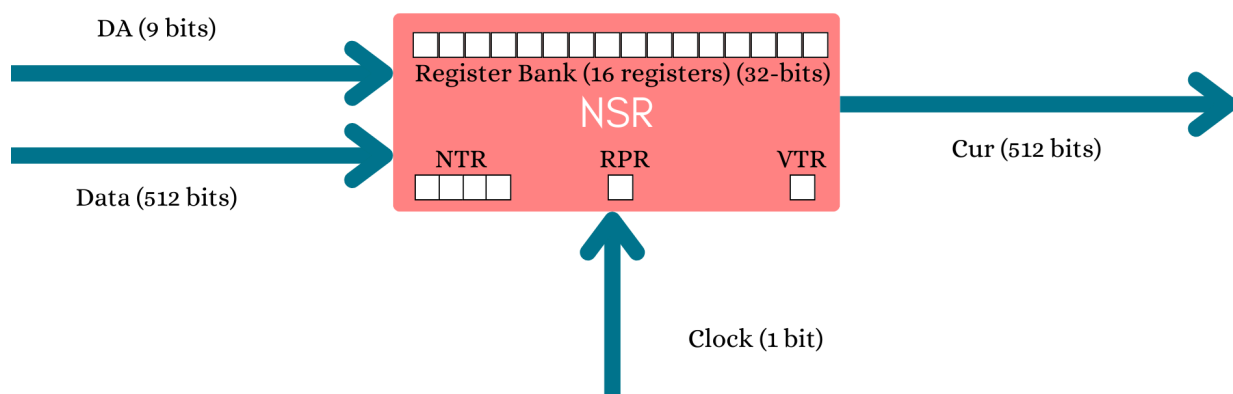 DA (9 bits)
Register Bank (16 registers) (32-bits)
NSR
Data (512 bits)
NTR
RPR
VTR
Cur (512 bits)
Clock (1 bit)